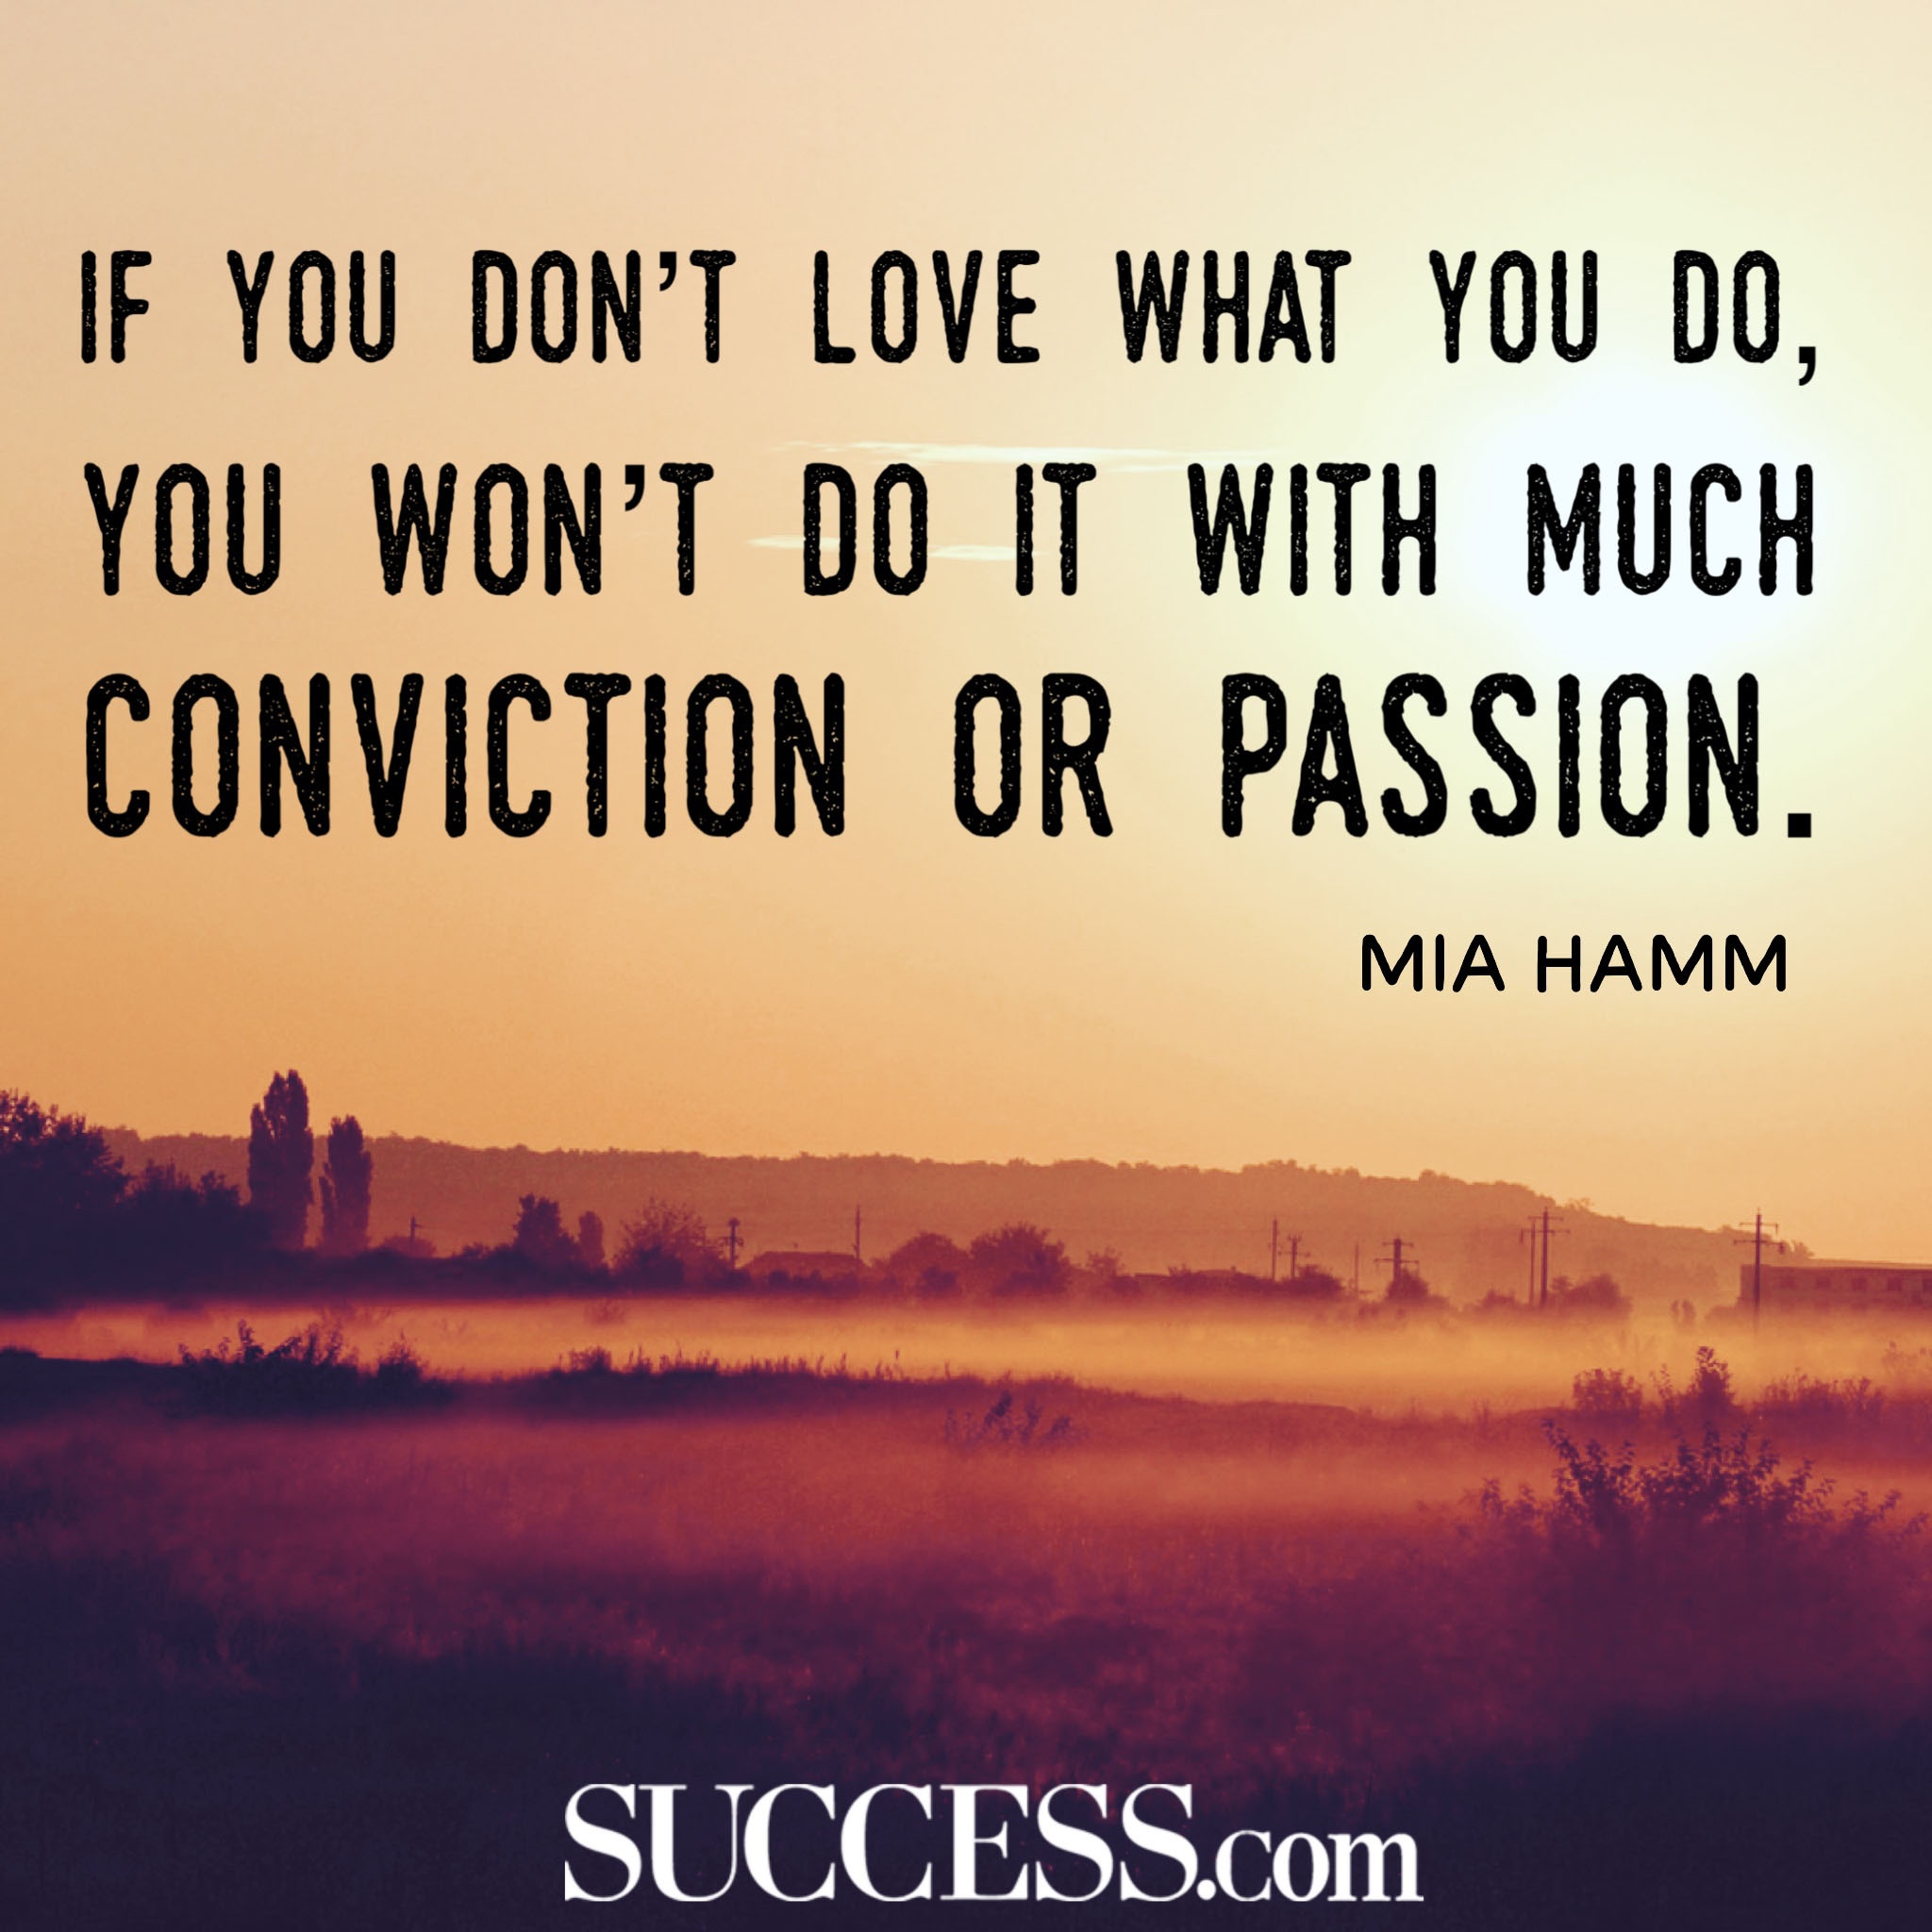 IF YOU DON'T LOVE WHAT YOU DO,
YOU WON'T DO IT WITH MUCH
CONVICTION OR PASSION.
MIA HAMM
SUCCESS.com